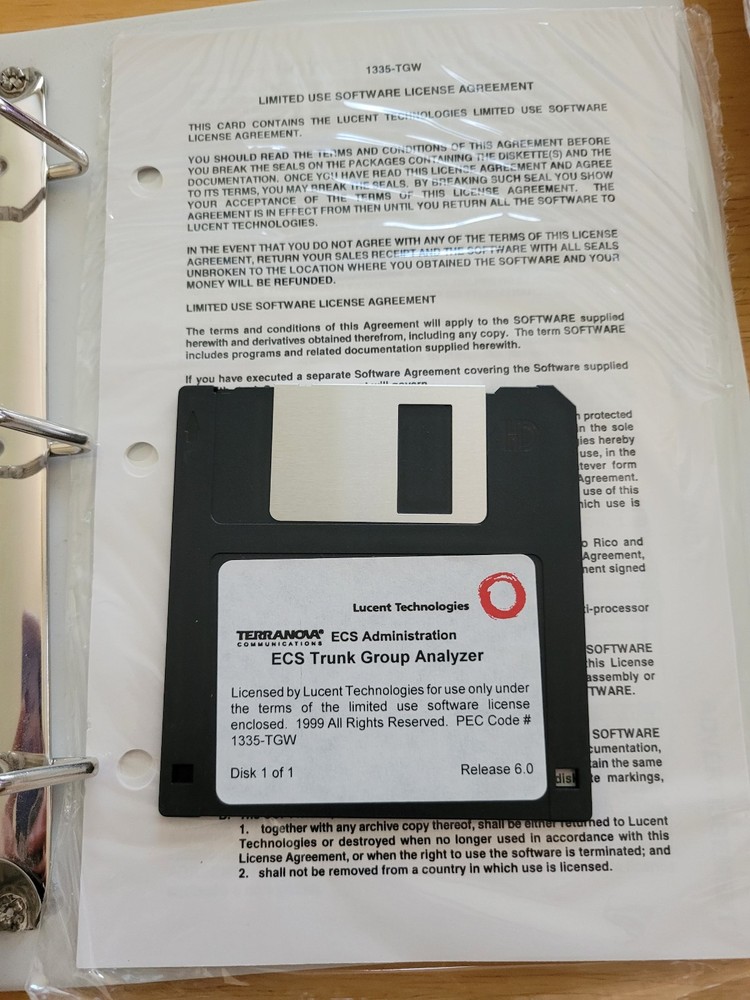 1335-TGW
LIMITED USE SOFTWARE LICENSE AGREEMENT
THIS CARD CONTAINS THE LUCENT TECHNOLOGIES LIMITED USE SOFTWARE
LICENSE AGREEMENT.
YOU SHOULD READ THE TERMS AND CONDITIONS OF THIS AGREEMENT BEFORE
YOU BREAK THE SEALS ON THE PACKAGES CONTAINING THE DISKETTE(S) AND THE
DOCUMENTATION. ONCE YOU HAVE READ THIS LICENSE AGREEMENT AND AGREE
TO ITS TERMS, YOU MAY BREAK THE SEALS. BY BREAKING SUCH SEAL YOU SHOW
YOUR ACCEPTANCE OF THE TERMS OF THIS LICENSE AGREEMENT. THE
AGREEMENT IS IN EFFECT FROM THEN UNTIL YOU RETURN ALL THE SOFTWARE TO
LUCENT TECHNOLOGIES.
IN THE EVENT THAT YOU DO NOT AGREE WITH ANY OF THE TERMS OF THIS LICENSE
AGREEMENT, RETURN YOUR SALES RECEIPT AND THE SOFTWARE WITH ALL SEALS
UNBROKEN TO THE LOCATION WHERE YOU OBTAINED THE SOFTWARE AND YOUR
MONEY WILL BE REFUNDED.
LIMITED USE SOFTWARE LICENSE AGREEMENT
The terms and conditions of this Agreement will apply to the SOFTWARE supplied
herewith and derivatives obtained therefrom, including any copy. The term SOFTWARE
includes programs and related documentation supplied herewith.
If you have executed a separate Software Agreement covering the Software supplied
will govern
protected
in the sole
hereby
use, in the
form
Agreement.
use of this
which use is
HD
Rico and
Agreement,
signed
processor
SOFTWARE
this License
or
SOFTWARE
the same
markings,
Lucent Technologies
TERRANOVA® ECS Administration
COMMUNICATIONS
ECS Trunk Group Analyzer
Licensed by Lucent Technologies for use only under
the terms of the limited use software license
enclosed. 1999 All Rights Reserved. PEC Code #
1335-TGW
Disk 1 of 1 Release 6.0
disk
1. together with any archive copy thereof, shall be either returned to Lucent
Technologies or destroyed when no longer used in accordance with this
License Agreement, or when the right to use the software is terminated; and
2. shall not be removed from a country in which use is licensed.